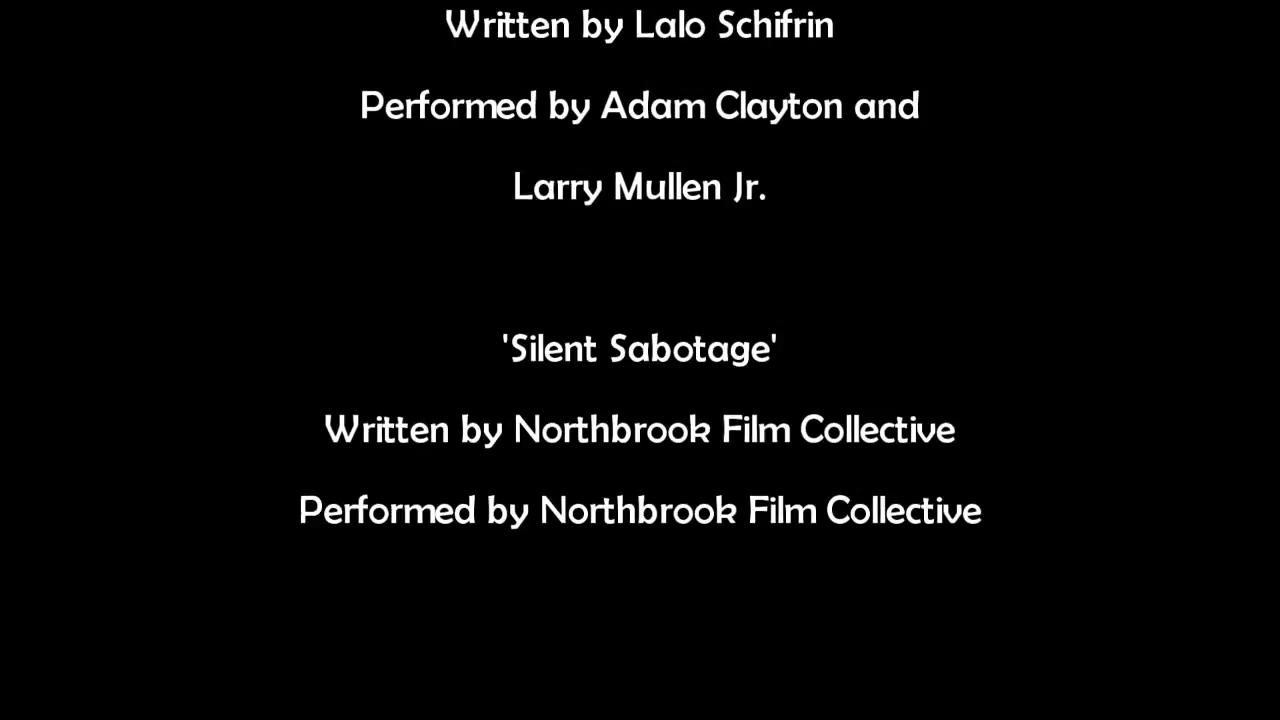 Written by Lalo Schifrin
Performed by Adam Clayton and
Larry Mullen Jr.
'Silent Sabotage'
Written by Northbrook Film Collective
Performed by Northbrook Film Collective